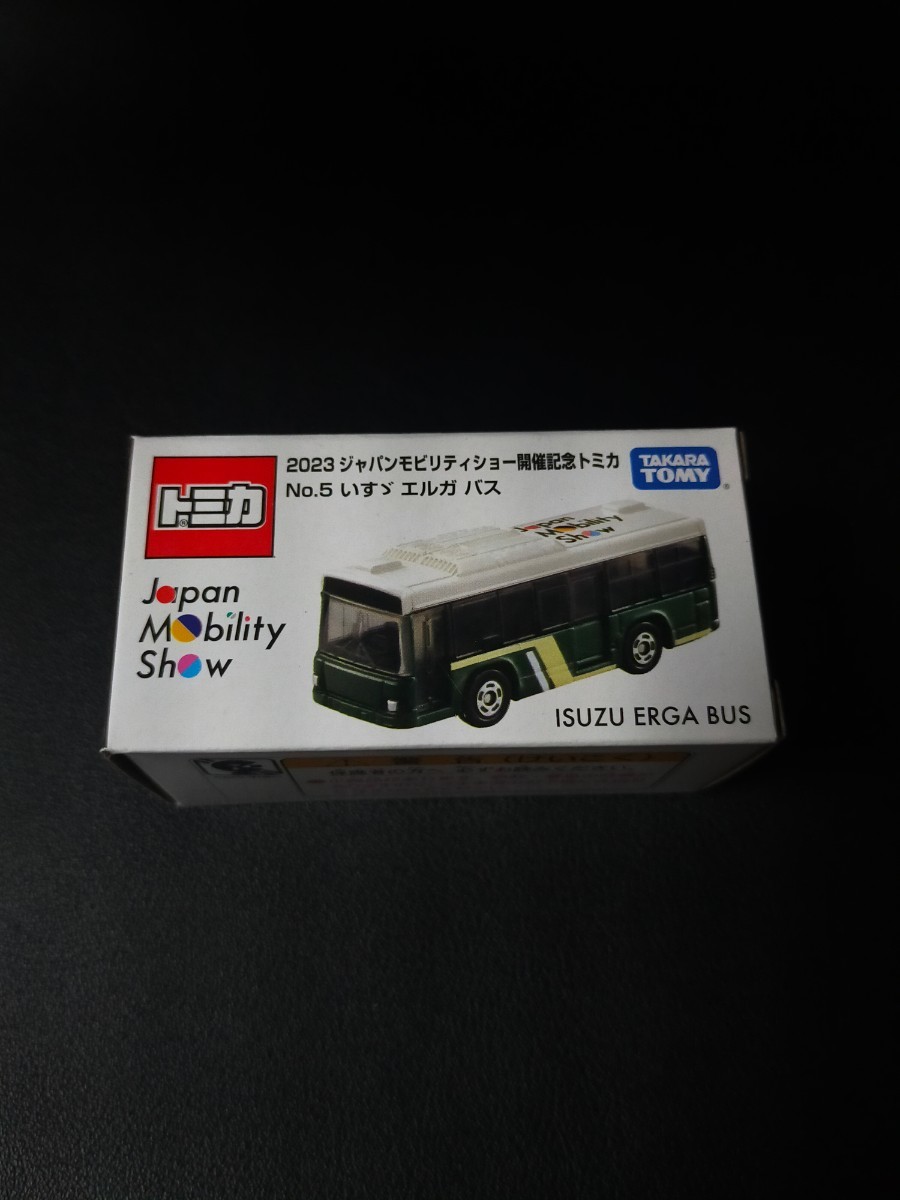 2023 ジャパンモビリティショー開催記念トミカ
No.5 いすゞ エルガ バス
TAKARA
TOMY
トミカ
Japan
Mobility
Show
Japan
Mobility
Show
ISUZU ERGA BUS